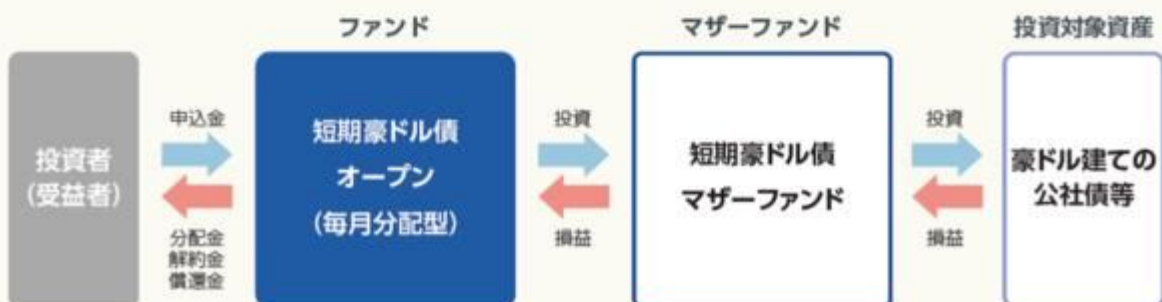 ファンド
マザーファンド
投資対象資産
投資者
(受益者)
申込金
分配金
解約金
償還金
短期豪ドル債
オープン
(毎月分配型)
投資
損益
短期豪ドル債
マザーファンド
投資
損益
豪ドル建ての
公社債等